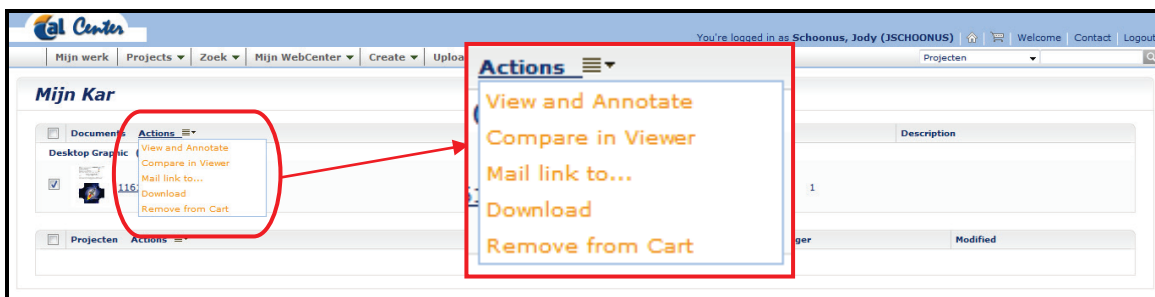 Cal Center
You're logged in as Schoonus, Jody (JSCHOONUS) Welcome Contact Logout
Mijn werk Projects Zoek Mijn WebCenter Create Uploa Projecten
Mijn Kar
Documents Actions Description
Desktop Graphic (
View and Annotate
Compare in Viewer
Mail link to...
Download
Remove from Cart
116 1
Projecten Actions ger Modified
Actions
View and Annotate
Compare in Viewer
Mail link to...
Download
Remove from Cart